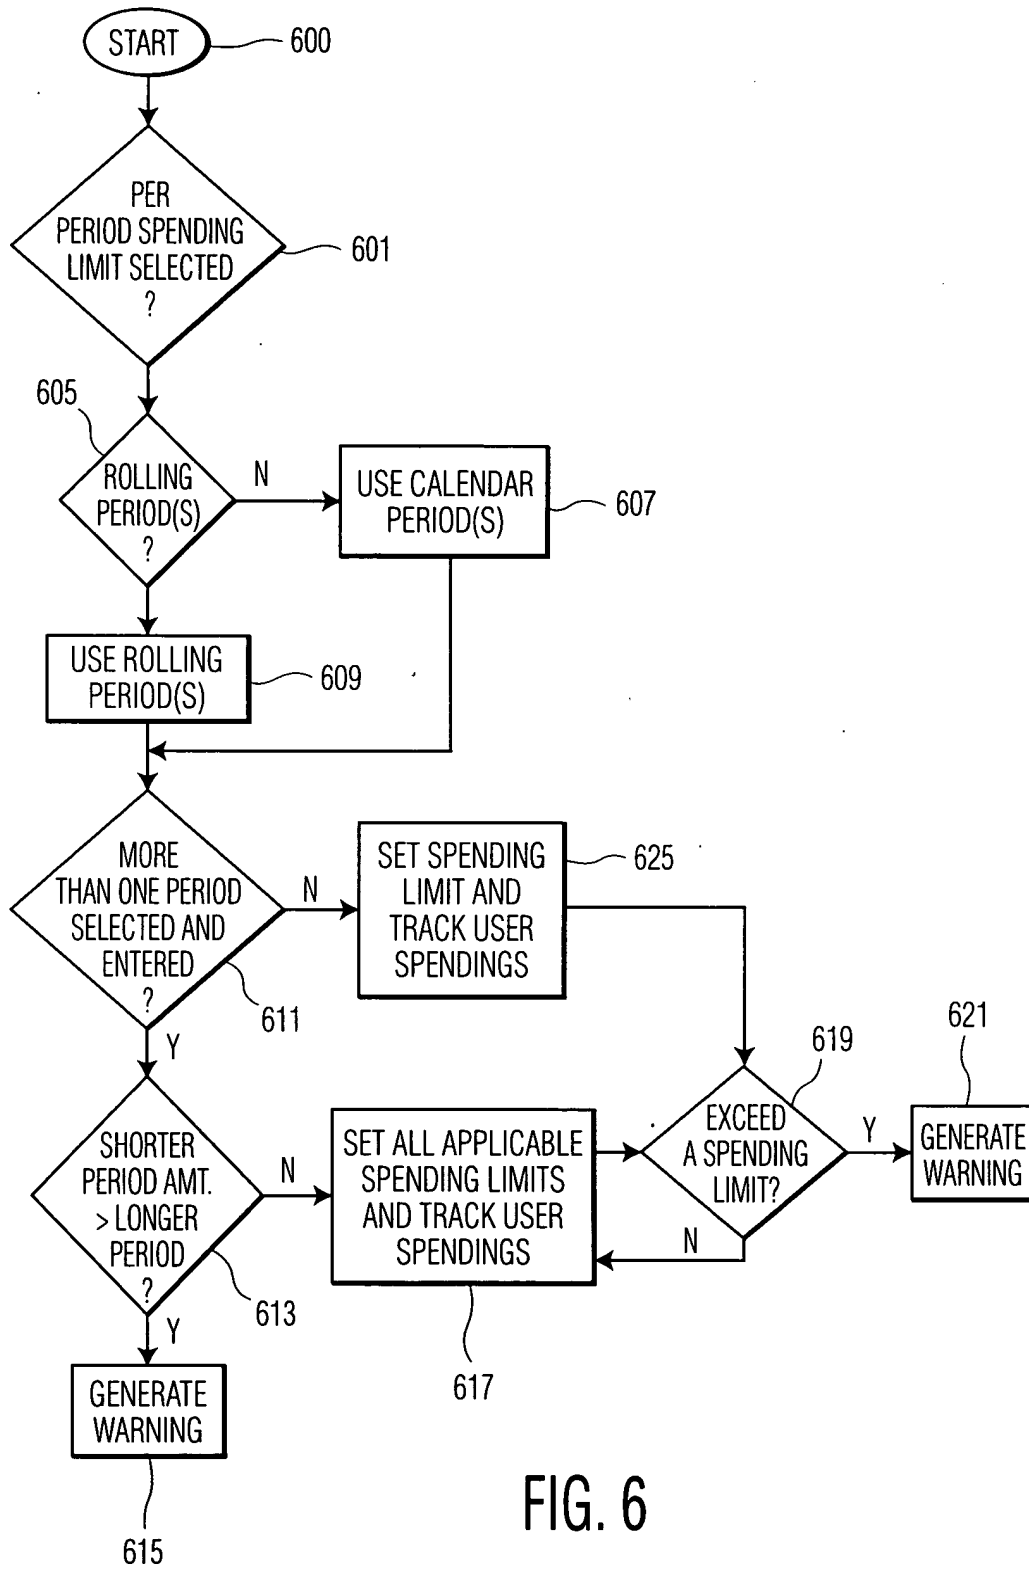 START
600
PER
PERIOD SPENDING
LIMIT SELECTED
?
601
605
ROLLING
PERIOD(S)
?
N
USE CALENDAR
PERIOD(S)
607
USE ROLLING
PERIOD(S)
609
MORE
THAN ONE PERIOD
SELECTED AND
ENTERED
?
611
N
SET SPENDING
LIMIT AND
TRACK USER
SPENDINGS
625
Y
SHORTER
PERIOD AMT.
> LONGER
PERIOD
?
613
N
SET ALL APPLICABLE
SPENDING LIMITS
AND TRACK USER
SPENDINGS
617
619
EXCEED
A SPENDING
LIMIT?
N
Y
621
GENERATE
WARNING
Y
GENERATE
WARNING
615
FIG. 6